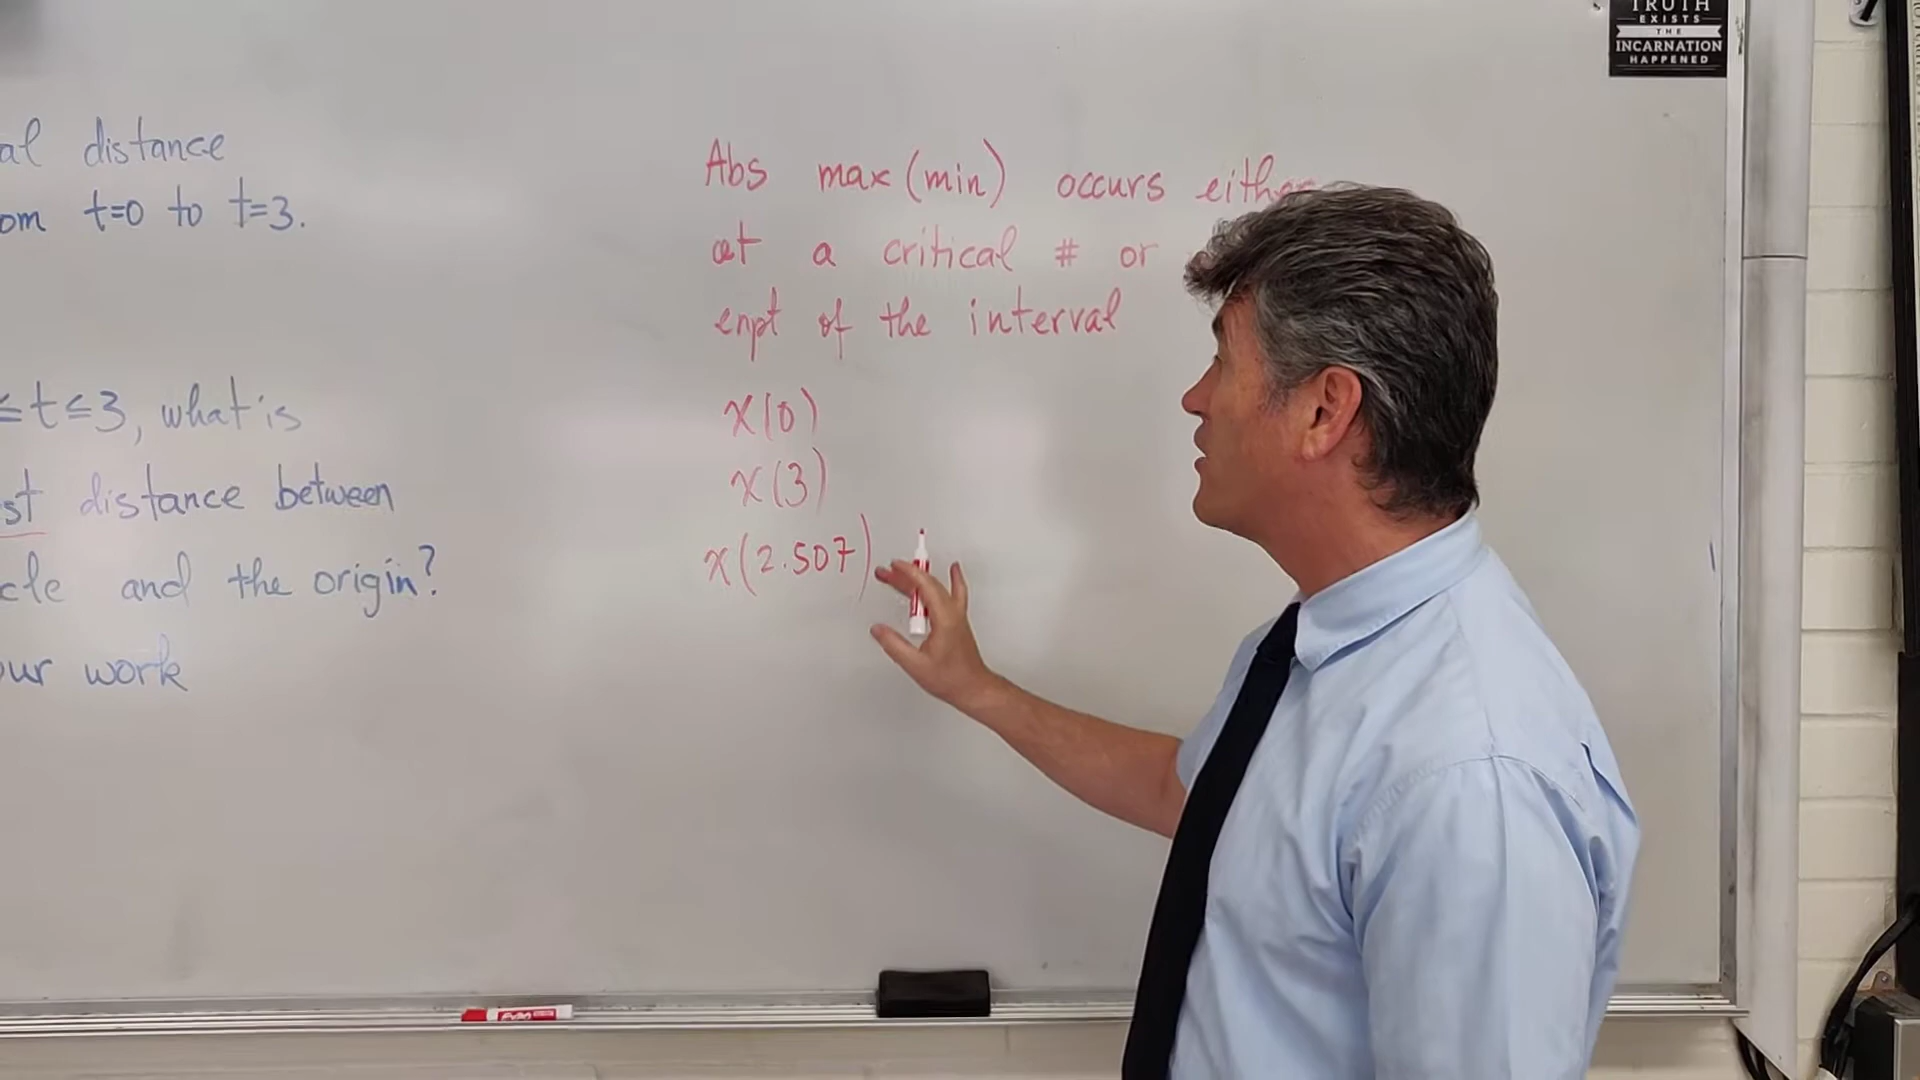 TRUTH
EXISTS
THE
INCARNATION
HAPPENED
al distance
om t=0 to t=3.
≤t≤3, what is
st distance between
cle and the origin?
our work
Abs max (min) occurs either
at a critical # or
enpt of the interval
x(0)
x(3)
x(2.507)
EXPO